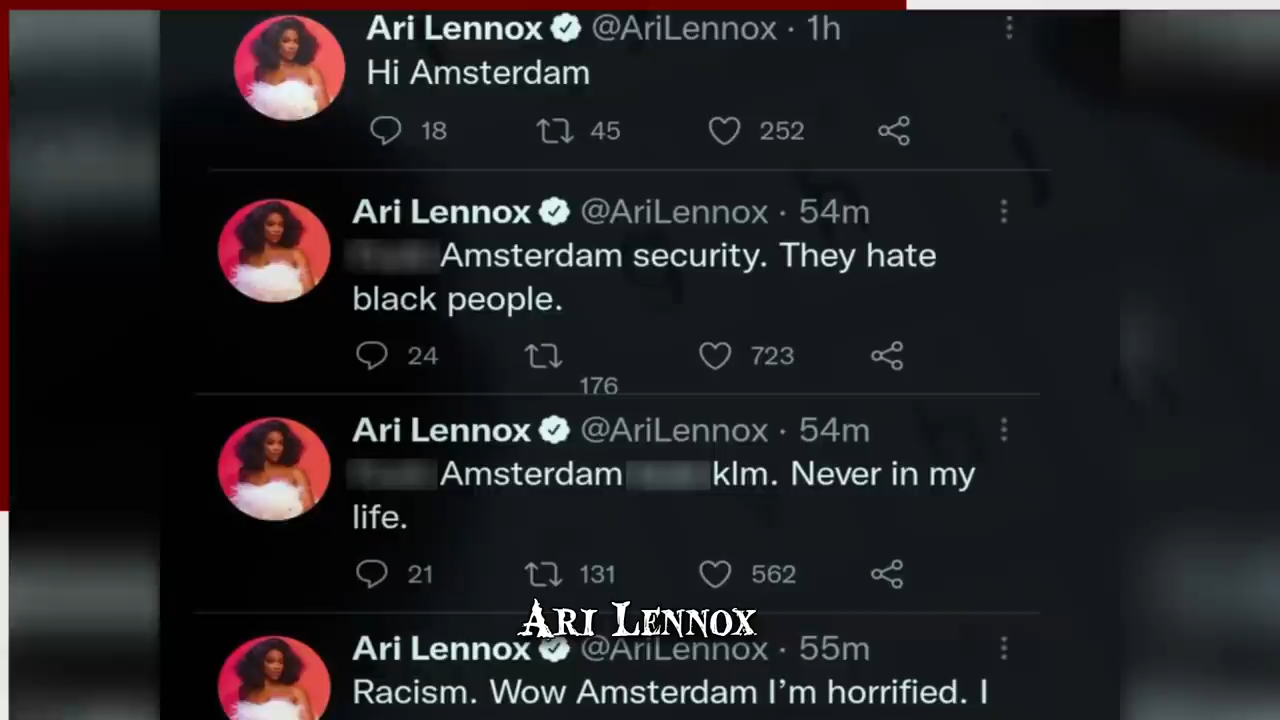 Ari Lennox @AriLennox · 1h
Hi Amsterdam
18 45 252
Ari Lennox @AriLennox · 54m
Amsterdam security. They hate
black people.
24 176 723
Ari Lennox @AriLennox · 54m
Amsterdam klm. Never in my
life.
21 131 562
ARI LENNOX
Ari Lennox @AriLennox · 55m
Racism. Wow Amsterdam I'm horrified. I